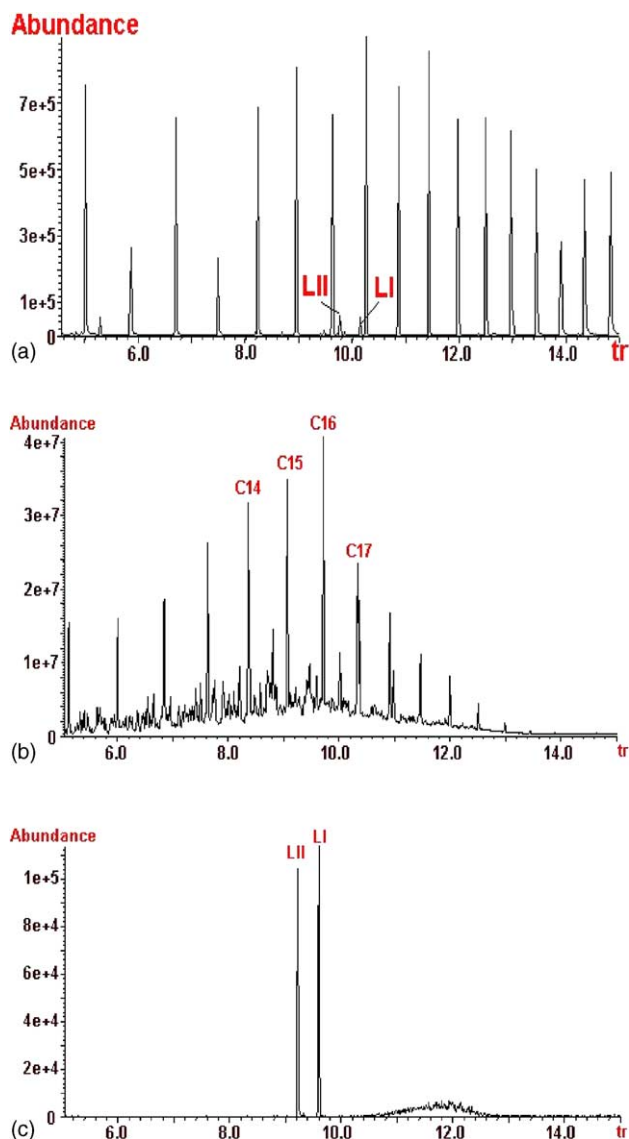 Abundance
7e+5
5e+5
3e+5
1e+5
0
LII
LI
6.0 8.0 10.0 12.0 14.0 tr
(a)
Abundance
4e+7
3e+7
2e+7
1e+7
0
C14
C15
C16
C17
6.0 8.0 10.0 12.0 14.0 tr
(b)
Abundance
1e+5
8e+4
6e+4
4e+4
2e+4
0
LII
LI
6.0 8.0 10.0 12.0 14.0 tr
(c)